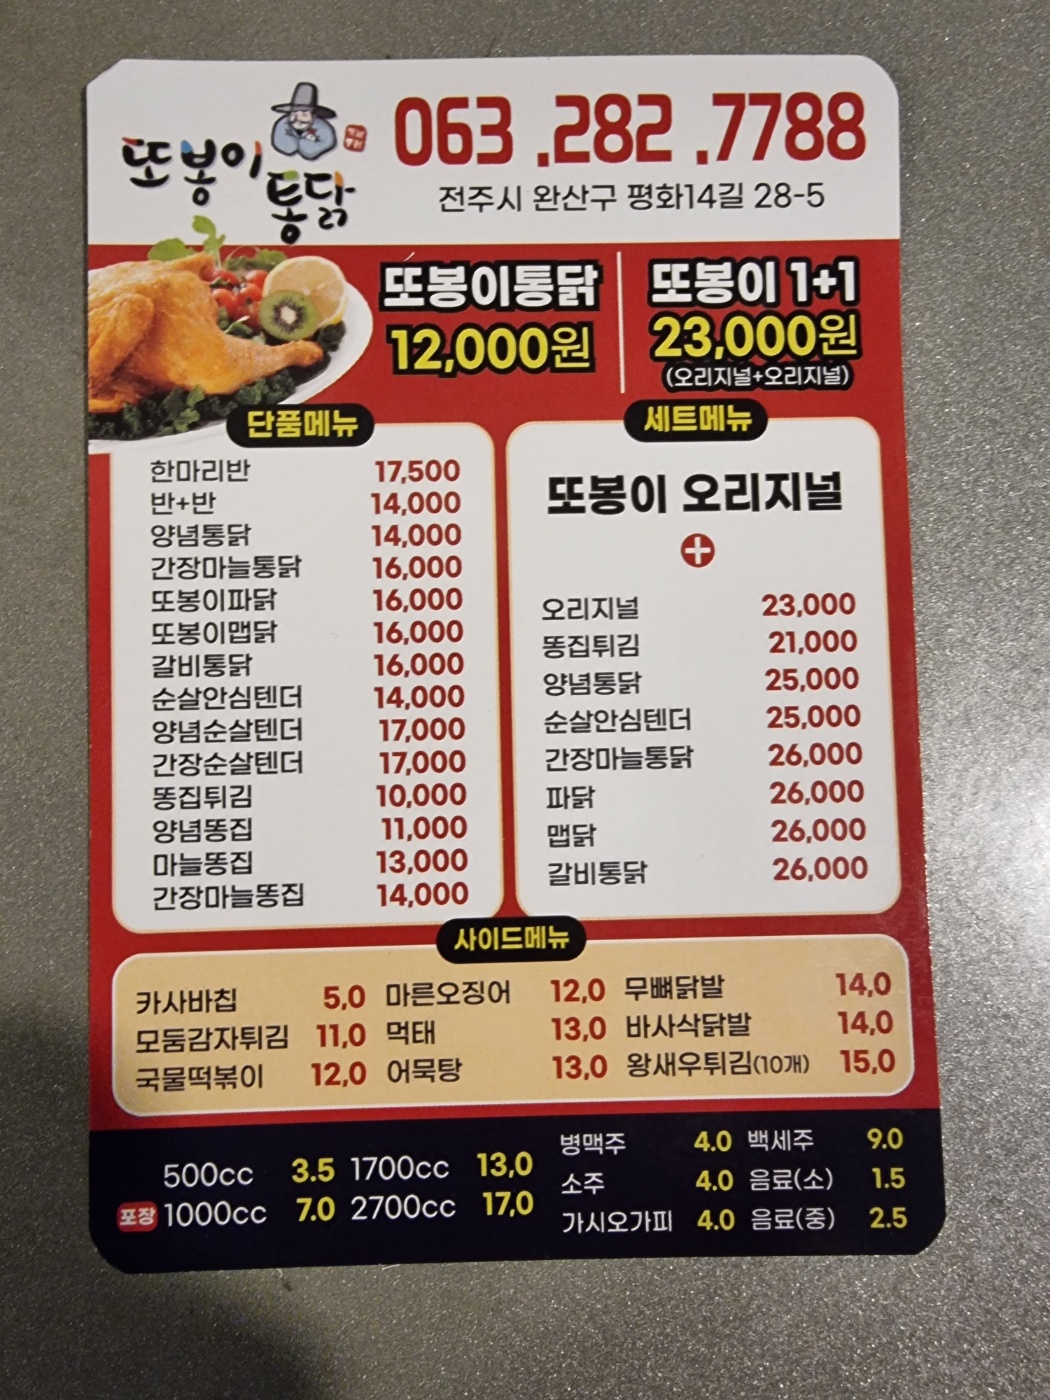 또봉이
통닭
063 .282 .7788
전주시 완산구 평화14길 28-5
또봉이통닭
12,000원
또봉이 1+1
23,000원
(오리지널+오리지널)
단품메뉴
한마리반 17,500
반+반 14,000
양념통닭 14,000
간장마늘통닭 16,000
또봉이파닭 16,000
또봉이맵닭 16,000
갈비통닭 16,000
순살안심텐더 14,000
양념순살텐더 17,000
간장순살텐더 17,000
똥집튀김 10,000
양념똥집 11,000
마늘똥집 13,000
간장마늘똥집 14,000
세트메뉴
또봉이 오리지널
+
오리지널 23,000
똥집튀김 21,000
양념통닭 25,000
순살안심텐더 25,000
간장마늘통닭 26,000
파닭 26,000
맵닭 26,000
갈비통닭 26,000
사이드메뉴
카사바칩 5,0 마른오징어 12,0 무뼈닭발 14,0
모둠감자튀김 11,0 먹태 13,0 바사삭닭발 14,0
국물떡볶이 12,0 어묵탕 13,0 왕새우튀김(10개) 15,0
500cc 3.5 1700cc 13,0
포장 1000cc 7.0 2700cc 17,0
병맥주 4.0 백세주 9.0
소주 4.0 음료(소) 1.5
가시오가피 4.0 음료(중) 2.5